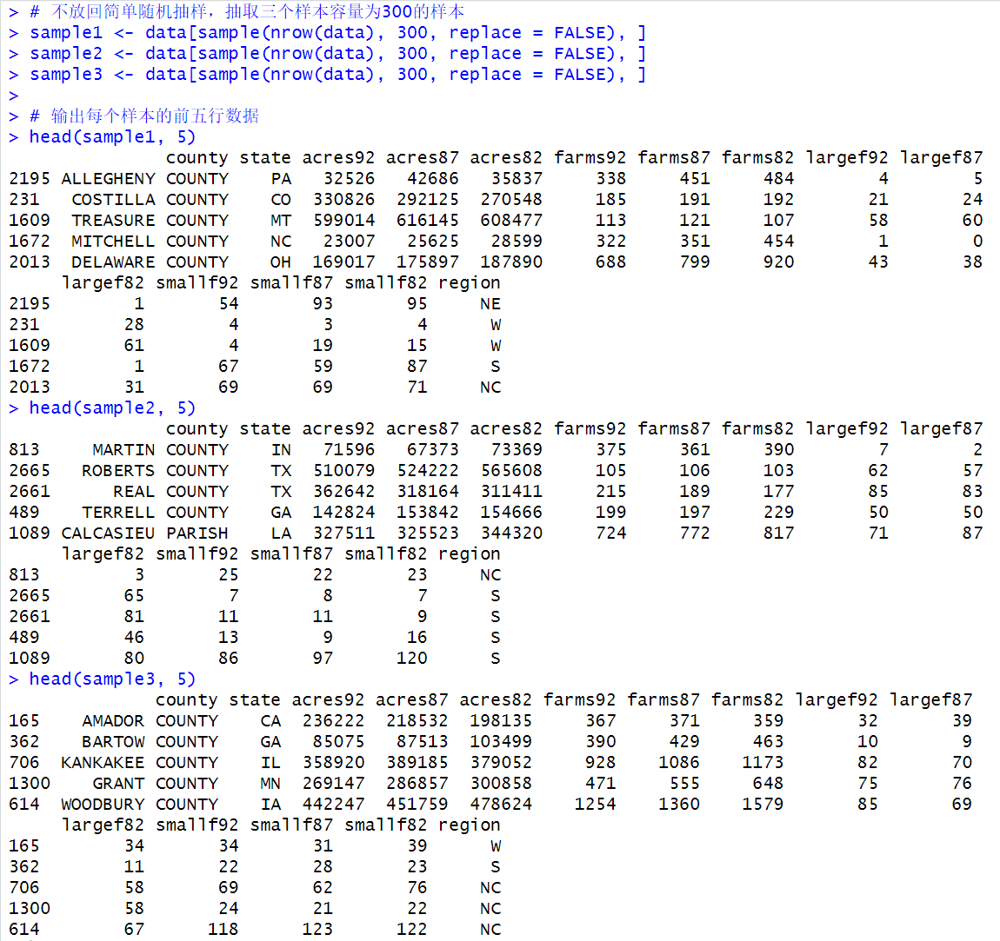 > # 不放回简单随机抽样，抽取三个样本容量为300的样本
> sample1 <- data[sample(nrow(data), 300, replace = FALSE), ]
> sample2 <- data[sample(nrow(data), 300, replace = FALSE), ]
> sample3 <- data[sample(nrow(data), 300, replace = FALSE), ]
>
> # 输出每个样本的前五行数据
> head(sample1, 5)
county state acres92 acres87 acres82 farms92 farms87 farms82 largef92 largef87
2195 ALLEGHENY COUNTY PA 32526 42686 35837 338 451 484 4 5
231 COSTILLA COUNTY CO 330826 292125 270548 185 191 192 21 24
1609 TREASURE COUNTY MT 599014 616145 608477 113 121 107 58 60
1672 MITCHELL COUNTY NC 23007 25625 28599 322 351 454 1 0
2013 DELAWARE COUNTY OH 169017 175897 187890 688 799 920 43 38
largef82 smallf92 smallf87 smallf82 region
2195 1 54 93 95 NE
231 28 4 3 4 W
1609 61 4 19 15 W
1672 1 67 59 87 S
2013 31 69 69 71 NC
> head(sample2, 5)
county state acres92 acres87 acres82 farms92 farms87 farms82 largef92 largef87
813 MARTIN COUNTY IN 71596 67373 73369 375 361 390 7 2
2665 ROBERTS COUNTY TX 510079 524222 565608 105 106 103 62 57
2661 REAL COUNTY TX 362642 318164 311411 215 189 177 85 83
489 TERRELL COUNTY GA 142824 153842 154666 199 197 229 50 50
1089 CALCASIEU PARISH LA 327511 325523 344320 724 772 817 71 87
largef82 smallf92 smallf87 smallf82 region
813 3 25 22 23 NC
2665 65 7 8 7 S
2661 81 11 11 9 S
489 46 13 9 16 S
1089 80 86 97 120 S
> head(sample3, 5)
county state acres92 acres87 acres82 farms92 farms87 farms82 largef92 largef87
165 AMADOR COUNTY CA 236222 218532 198135 367 371 359 32 39
362 BARTOW COUNTY GA 85075 87513 103499 390 429 463 10 9
706 KANKAKEE COUNTY IL 358920 389185 379052 928 1086 1173 82 70
1300 GRANT COUNTY MN 269147 286857 300858 471 555 648 75 76
614 WOODBURY COUNTY IA 442247 451759 478624 1254 1360 1579 85 69
largef82 smallf92 smallf87 smallf82 region
165 34 34 31 39 W
362 11 22 28 23 S
706 58 69 62 76 NC
1300 58 24 21 22 NC
614 67 118 123 122 NC